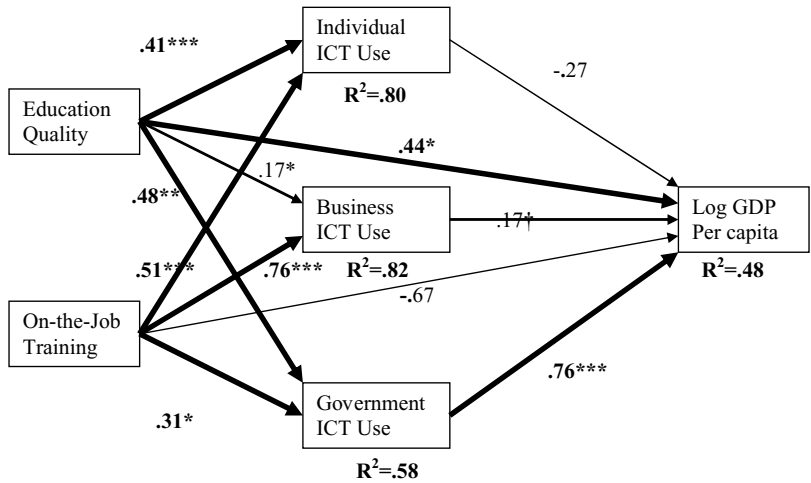 Individual
ICT Use
R²=.80
.41***
-.27
Education
Quality
.44*
.17*
.48**
Business
ICT Use
R²=.82
.17†
Log GDP
Per capita
R²=.48
.51***
.76***
-.67
On-the-Job
Training
.31*
Government
ICT Use
R²=.58
.76***